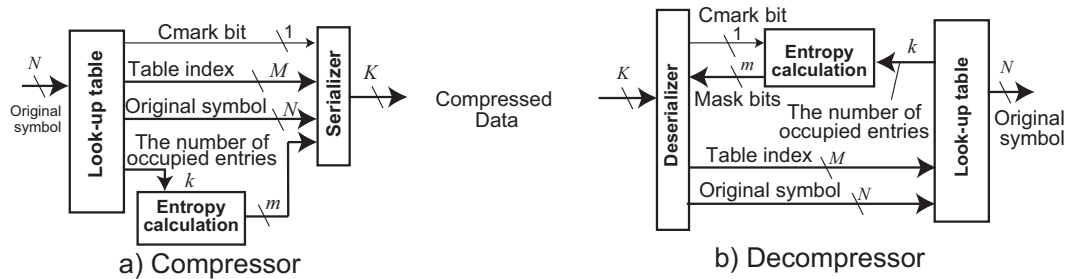 Cmark bit
1
N
Original
symbol
Look-up table
Table index
M
Original symbol
N
The number of
occupied entries
k
Entropy
calculation
m
Serializer
K
a) Compressor
Compressed
Data
K
Deserializer
Cmark bit
1
Entropy
calculation
m
Mask bits
k
The number of
occupied entries
Table index
M
Original symbol
N
Look-up table
N
Original
symbol
b) Decompressor